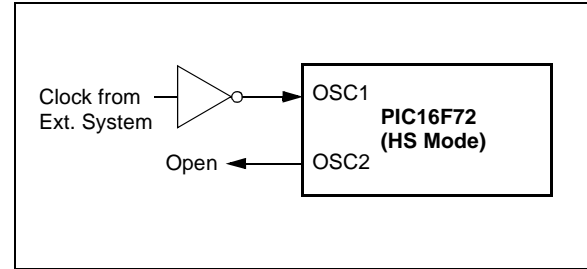 Clock from
Ext. System
OSC1
PIC16F72
(HS Mode)
Open
OSC2